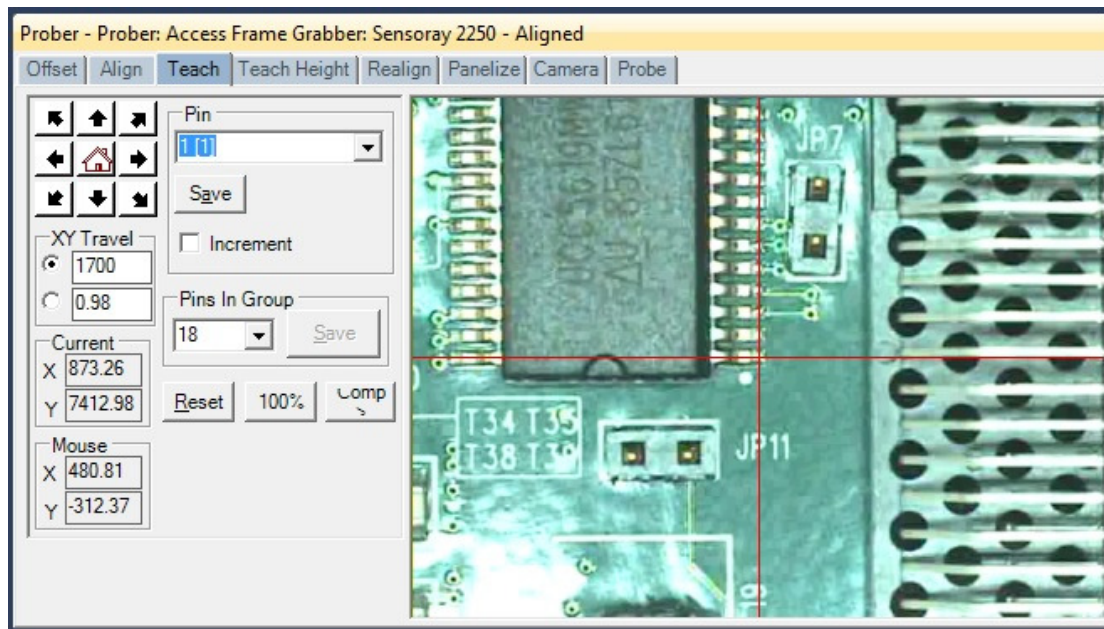 Prober - Prober: Access Frame Grabber: Sensoray 2250 - Aligned
Offset Align Teach Teach Height Realign Panelize Camera Probe
Pin
1 [1]
Save
Increment
XY Travel
1700
0.98
Pins In Group
18
Save
Current
X 873.26
Y 7412.98
Reset
100%
Comp
Mouse
X 480.81
Y -312.37
JP7
T34 T35
T38 T39
JP11